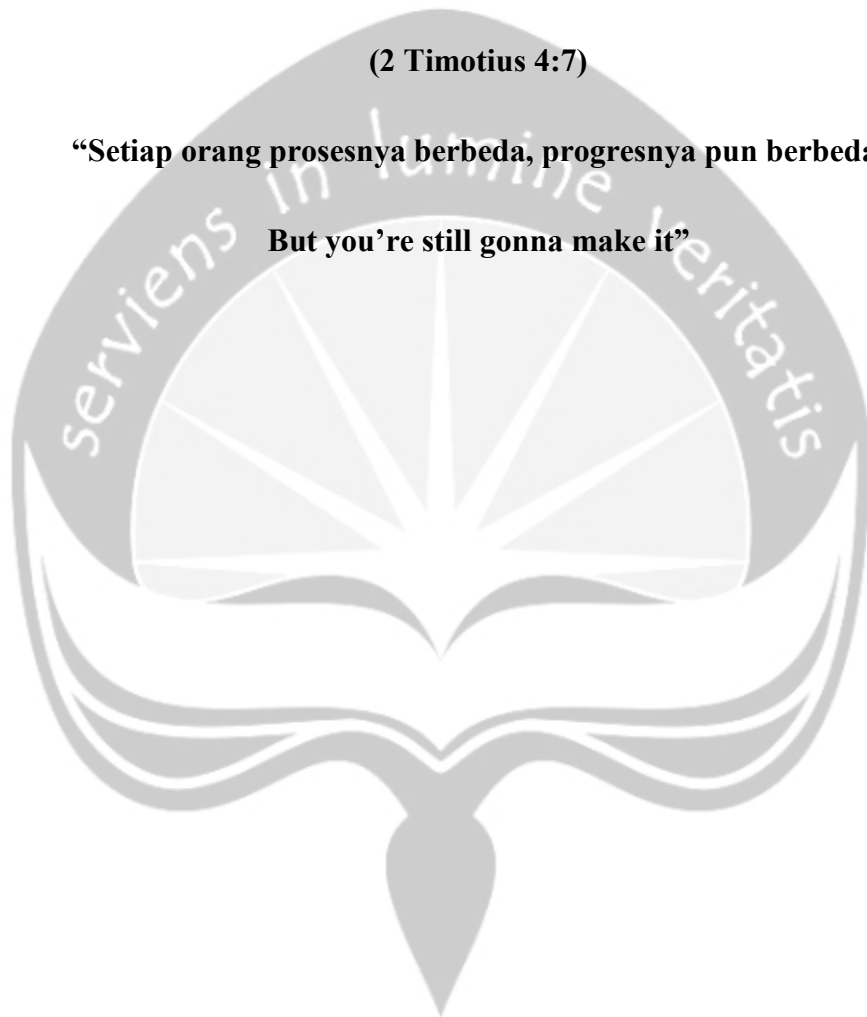 (2 Timotius 4:7)
“Setiap orang prosesnya berbeda, progresnya pun berbeda
But you’re still gonna make it”
serviens in lumine veritatis